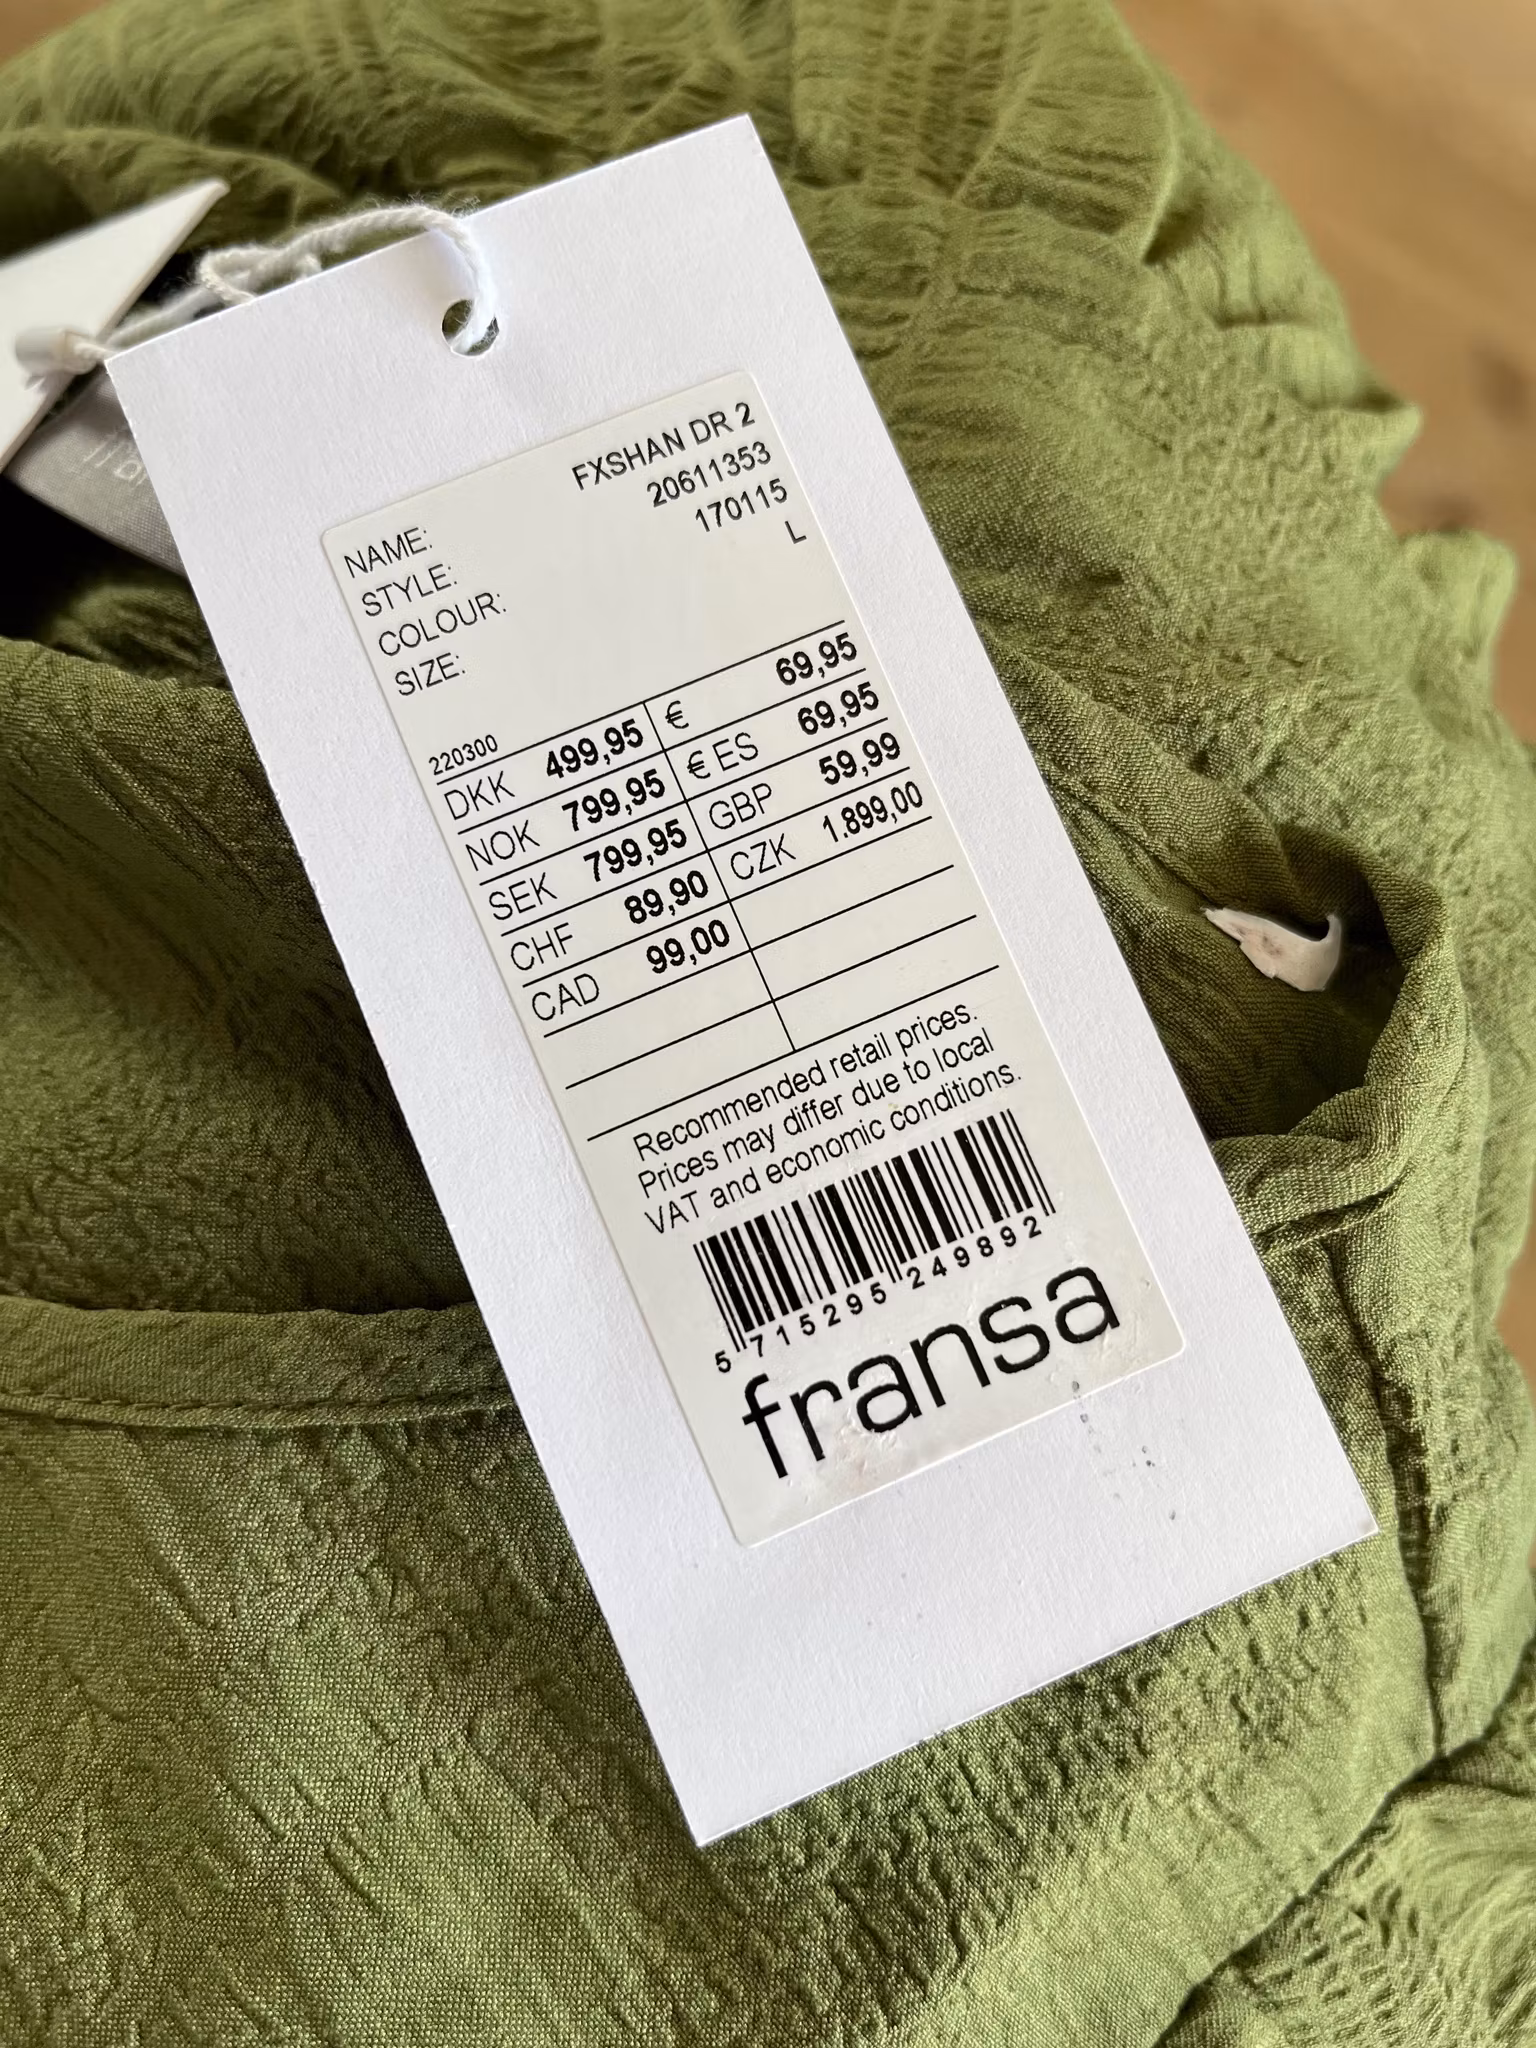 NAME: FXSHAN DR 2
STYLE: 20611353
COLOUR: 170115
SIZE: L
220300
DKK 499,95 € 69,95
NOK 799,95 € ES 69,95
SEK 799,95 GBP 59,99
CHF 89,90 CZK 1.899,00
CAD 99,00
Recommended retail prices.
Prices may differ due to local
VAT and economic conditions.
5 715295 249892
fransa